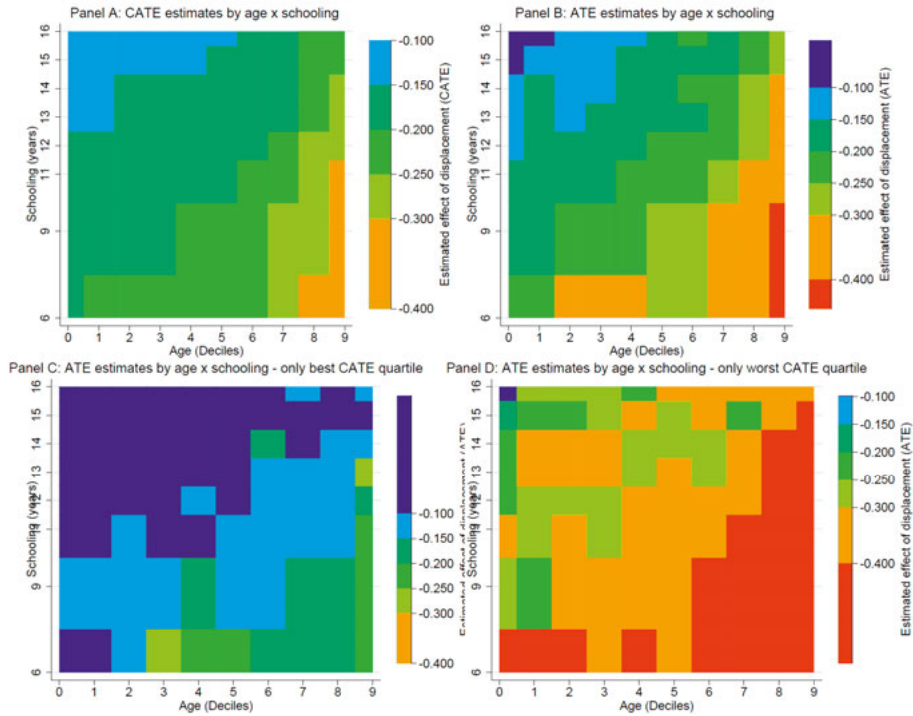 Panel A: CATE estimates by age x schooling
Schooling (years)
16
15
14
13
12
11
9
6
0 1 2 3 4 5 6 7 8 9
Age (Deciles)
-0.100
-0.150
-0.200
-0.250
-0.300
-0.400
Estimated effect of displacement (CATE)
Panel B: ATE estimates by age x schooling
Schooling (years)
16
15
14
13
12
11
9
6
0 1 2 3 4 5 6 7 8 9
Age (Deciles)
-0.100
-0.150
-0.200
-0.250
-0.300
-0.400
Estimated effect of displacement (ATE)
Panel C: ATE estimates by age x schooling - only best CATE quartile
Schooling (years)
16
15
14
13
12
11
9
6
0 1 2 3 4 5 6 7 8 9
Age (Deciles)
-0.100
-0.150
-0.200
-0.250
-0.300
-0.400
Estimated effect of displacement (ATE)
Panel D: ATE estimates by age x schooling - only worst CATE quartile
Schooling (years)
16
15
14
13
12
11
9
6
0 1 2 3 4 5 6 7 8 9
Age (Deciles)
-0.100
-0.150
-0.200
-0.250
-0.300
-0.400
Estimated effect of displacement (ATE)